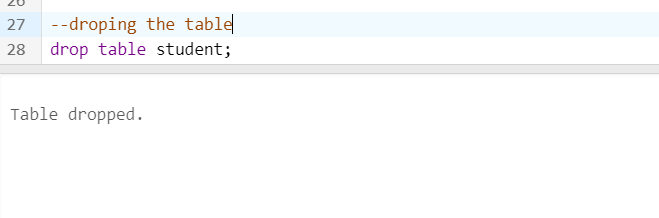 27 --droping the table
28 drop table student;
Table dropped.